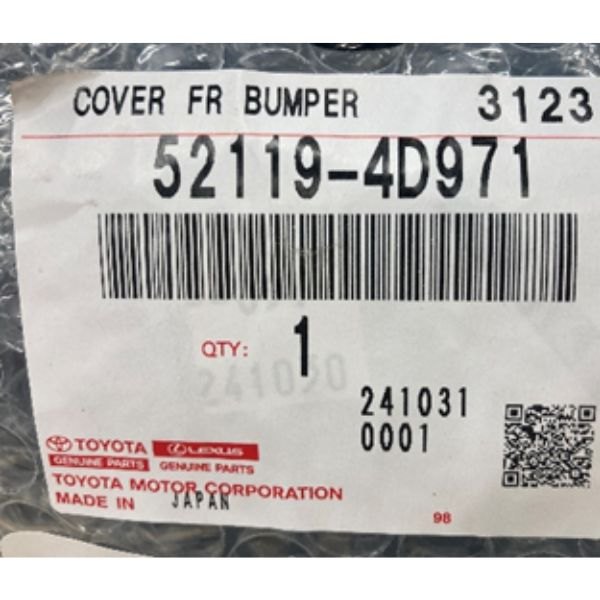 COVER FR BUMPER 3123
52119-4D971
QTY: 1
241030
241031
0001
TOYOTA LEXUS
GENUINE PARTS GENUINE PARTS
TOYOTA MOTOR CORPORATION
MADE IN JAPAN
98